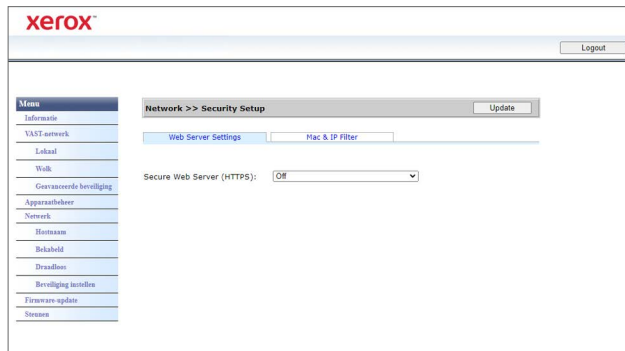 xerox™
Logout
Menu
Informatie
VAST-netwerk
Lokaal
Wolk
Geavanceerde beveiliging
Apparaatbeheer
Netwerk
Hostnaam
Bekabeld
Draadloos
Beveiliging instellen
Firmware-update
Steunen
Network >> Security Setup
Update
Web Server Settings
Mac & IP Filter
Secure Web Server (HTTPS):
Off